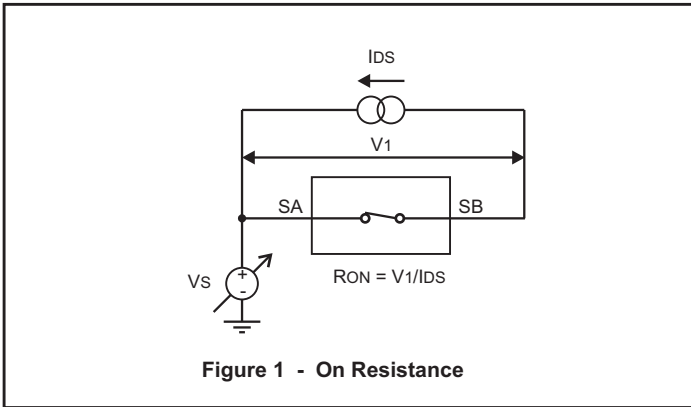 IDS
V1
SA
SB
VS
+
-
RON = V1/IDS
Figure 1 - On Resistance